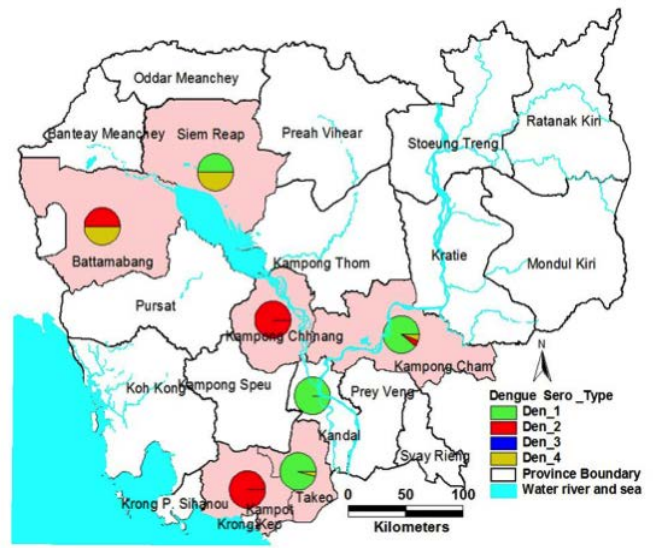 Oddar Meanchey
Banteay Meanchey
Siem Reap
Preah Vihear
Stoeung Treng
Ratanak Kiri
Battamabang
Kampong Thom
Kratie
Mondul Kiri
Pursat
Kampong Chhnang
Kampong Cham
Koh Kong
Kampong Speu
Prey Veng
Kandal
Svay Rieng
Takeo
Krong P. Sihanou
Kampot
Krong Kep
N
Dengue Sero_Type
Den_1
Den_2
Den_3
Den_4
Province Boundary
Water river and sea
0 50 100
Kilometers